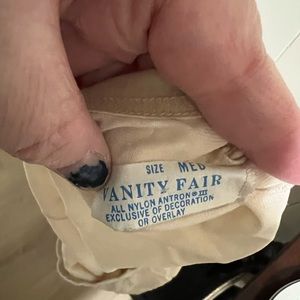 SIZE MED
VANITY FAIR
ALL NYLON ANTRON® III
EXCLUSIVE OF DECORATION
OR OVERLAY